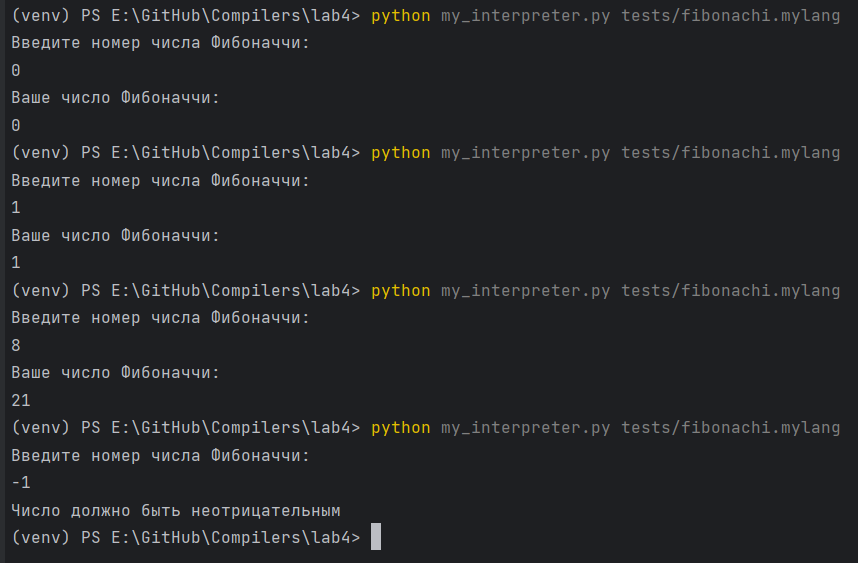 (venv) PS E:\GitHub\Compilers\lab4> python my_interpreter.py tests/fibonachi.mylang
Введите номер числа Фибоначчи:
0
Ваше число Фибоначчи:
0
(venv) PS E:\GitHub\Compilers\lab4> python my_interpreter.py tests/fibonachi.mylang
Введите номер числа Фибоначчи:
1
Ваше число Фибоначчи:
1
(venv) PS E:\GitHub\Compilers\lab4> python my_interpreter.py tests/fibonachi.mylang
Введите номер числа Фибоначчи:
8
Ваше число Фибоначчи:
21
(venv) PS E:\GitHub\Compilers\lab4> python my_interpreter.py tests/fibonachi.mylang
Введите номер числа Фибоначчи:
-1
Число должно быть неотрицательным
(venv) PS E:\GitHub\Compilers\lab4>